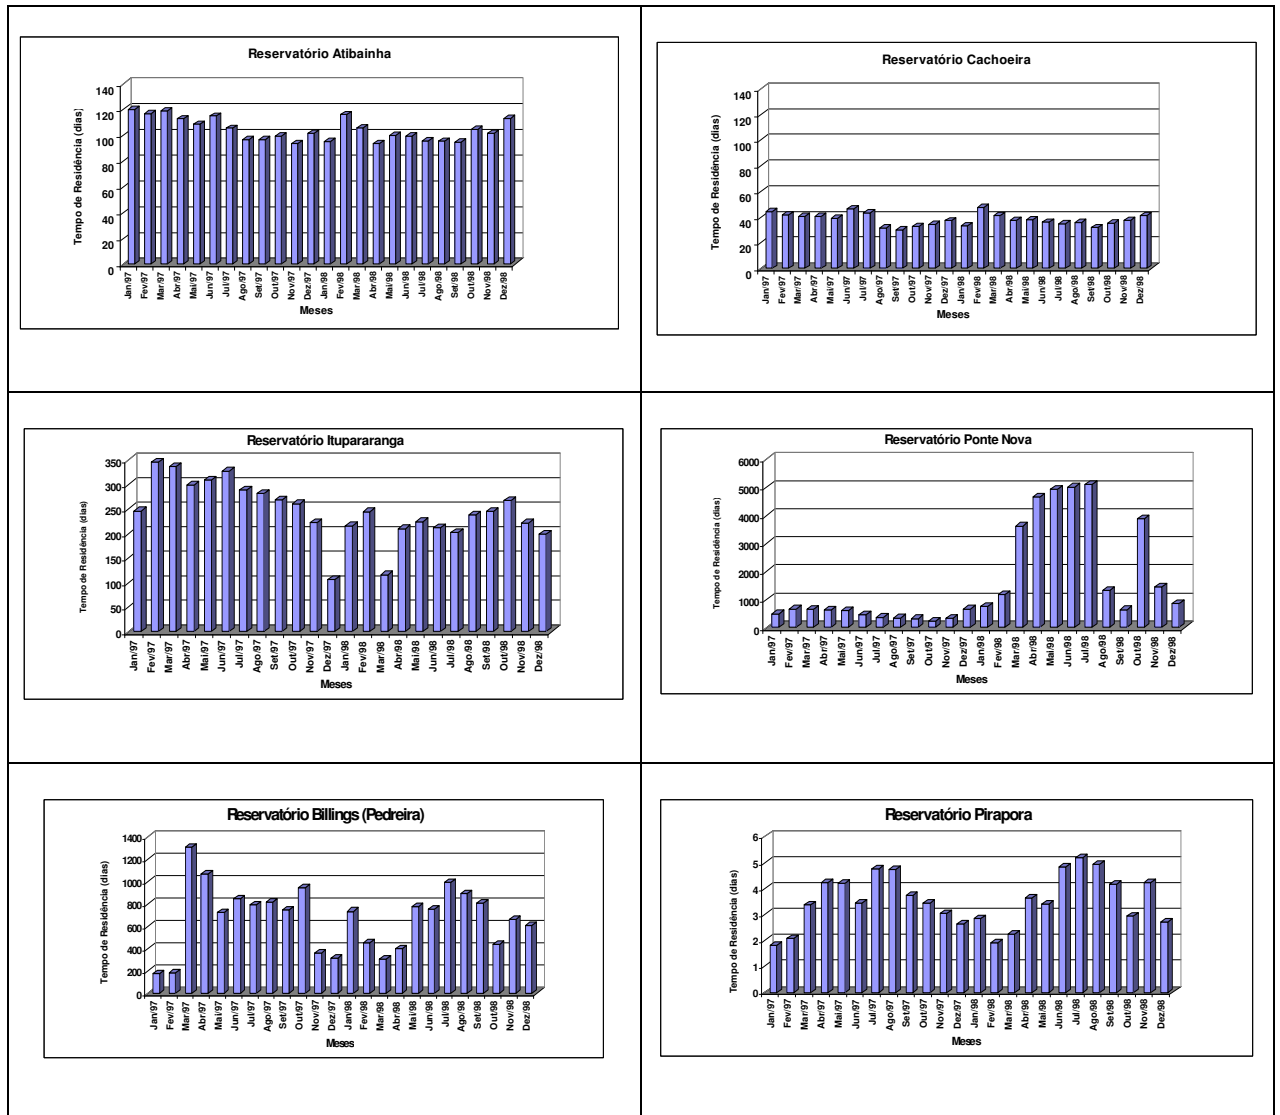 Reservatório Atibainha
Tempo de Residência (dias)
140
120
100
80
60
40
20
0
Jan/97
Fev/97
Mar/97
Abr/97
Mai/97
Jun/97
Jul/97
Ago/97
Set/97
Out/97
Nov/97
Dez/97
Jan/98
Fev/98
Mar/98
Abr/98
Mai/98
Jun/98
Jul/98
Ago/98
Set/98
Out/98
Nov/98
Dez/98
Meses
Reservatório Cachoeira
Tempo de Residência (dias)
140
120
100
80
60
40
20
0
Jan/97
Fev/97
Mar/97
Abr/97
Mai/97
Jun/97
Jul/97
Ago/97
Set/97
Out/97
Nov/97
Dez/97
Jan/98
Fev/98
Mar/98
Abr/98
Mai/98
Jun/98
Jul/98
Ago/98
Set/98
Out/98
Nov/98
Dez/98
Meses
Reservatório Itupararanga
Tempo de Residência (dias)
350
300
250
200
150
100
50
0
Jan/97
Fev/97
Mar/97
Abr/97
Mai/97
Jun/97
Jul/97
Ago/97
Set/97
Out/97
Nov/97
Dez/97
Jan/98
Fev/98
Mar/98
Abr/98
Mai/98
Jun/98
Jul/98
Ago/98
Set/98
Out/98
Nov/98
Dez/98
Meses
Reservatório Ponte Nova
Tempo de Residência (dias)
6000
5000
4000
3000
2000
1000
0
Jan/97
Fev/97
Mar/97
Abr/97
Mai/97
Jun/97
Jul/97
Ago/97
Set/97
Out/97
Nov/97
Dez/97
Jan/98
Fev/98
Mar/98
Abr/98
Mai/98
Jun/98
Jul/98
Ago/98
Set/98
Out/98
Nov/98
Dez/98
Meses
Reservatório Billings (Pedreira)
Tempo de Residência (dias)
1400
1200
1000
800
600
400
200
0
Jan/97
Fev/97
Mar/97
Abr/97
Mai/97
Jun/97
Jul/97
Ago/97
Set/97
Out/97
Nov/97
Dez/97
Jan/98
Fev/98
Mar/98
Abr/98
Mai/98
Jun/98
Jul/98
Ago/98
Set/98
Out/98
Nov/98
Dez/98
Meses
Reservatório Pirapora
Tempo de Residência (dias)
6
5
4
3
2
1
0
Jan/97
Fev/97
Mar/97
Abr/97
Mai/97
Jun/97
Jul/97
Ago/97
Set/97
Out/97
Nov/97
Dez/97
Jan/98
Fev/98
Mar/98
Abr/98
Mai/98
Jun/98
Jul/98
Ago/98
Set/98
Out/98
Nov/98
Dez/98
Meses